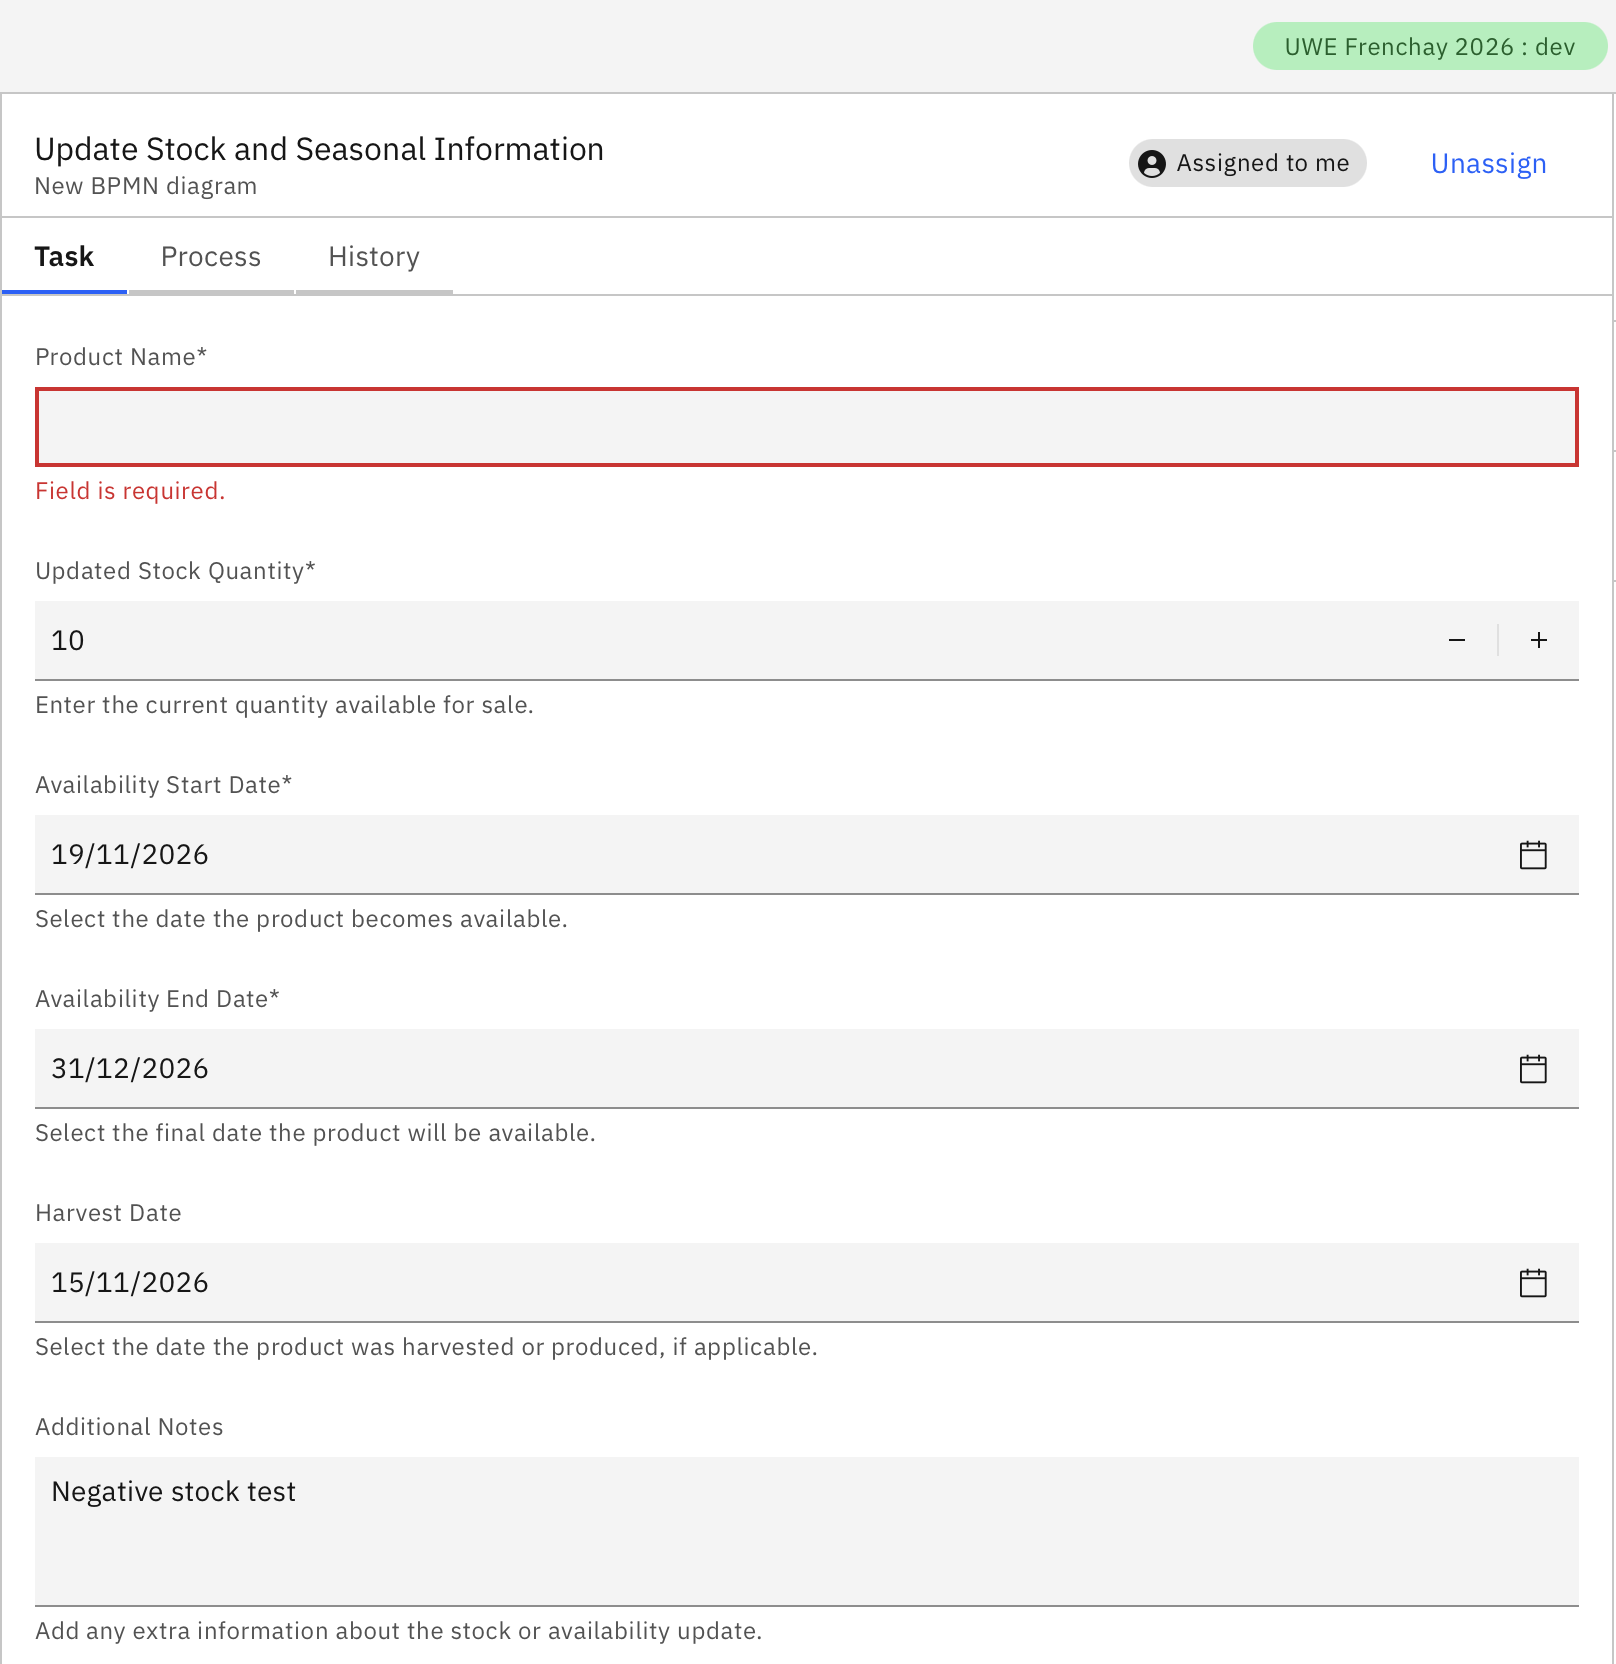 UWE Frenchay 2026 : dev
Update Stock and Seasonal Information
New BPMN diagram
Assigned to me
Unassign
Task
Process
History
Product Name*
Field is required.
Updated Stock Quantity*
10
Enter the current quantity available for sale.
Availability Start Date*
19/11/2026
Select the date the product becomes available.
Availability End Date*
31/12/2026
Select the final date the product will be available.
Harvest Date
15/11/2026
Select the date the product was harvested or produced, if applicable.
Additional Notes
Negative stock test
Add any extra information about the stock or availability update.